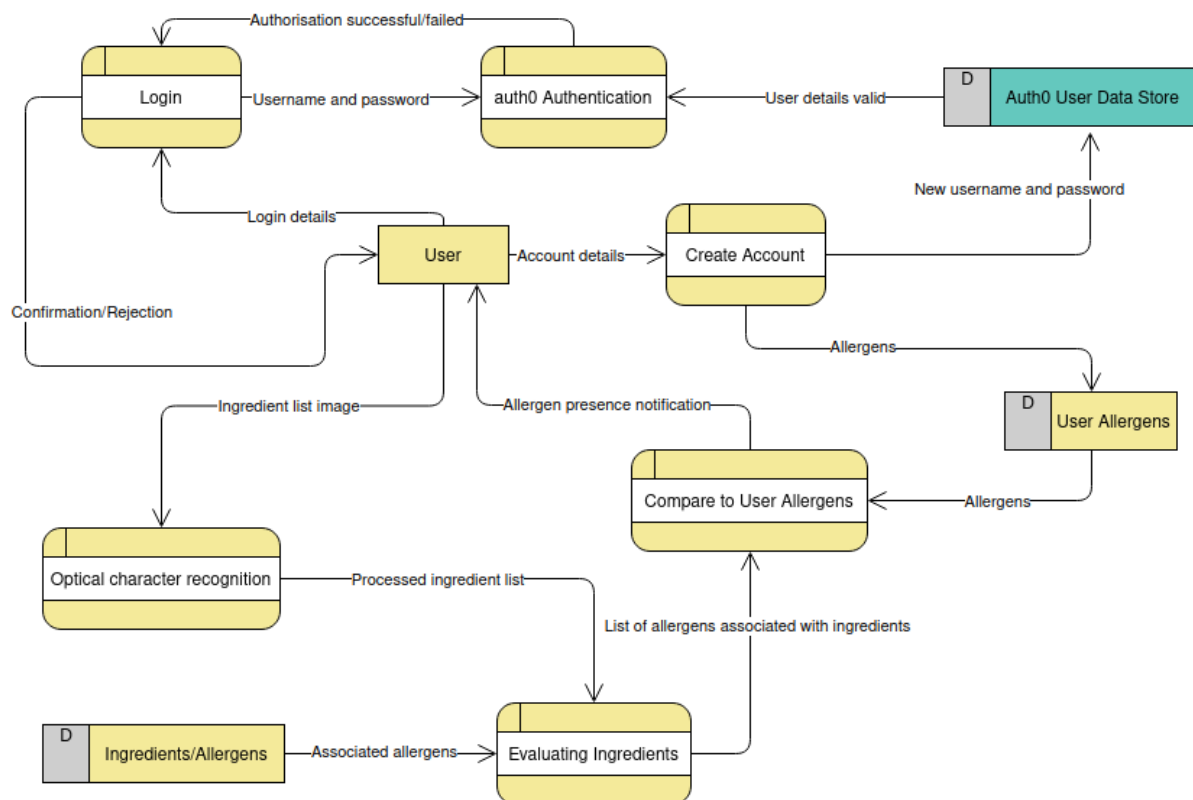 Authorisation successful/failed
Login
Username and password
auth0 Authentication
User details valid
D
Auth0 User Data Store
New username and password
Login details
User
Account details
Create Account
Confirmation/Rejection
Allergens
Ingredient list image
Allergen presence notification
D
User Allergens
Compare to User Allergens
Allergens
Optical character recognition
Processed ingredient list
List of allergens associated with ingredients
D
Ingredients/Allergens
Associated allergens
Evaluating Ingredients